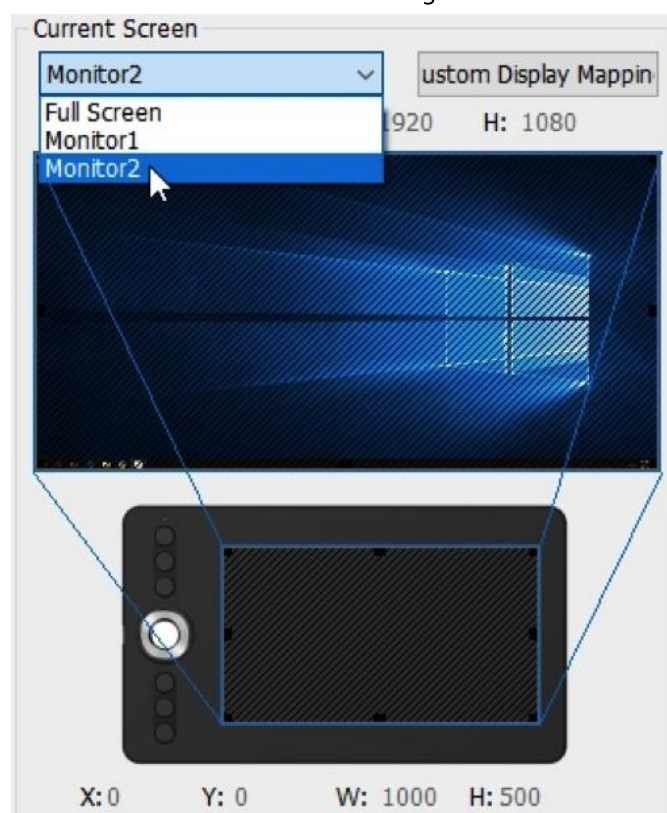 Current Screen
Monitor2 ustom Display Mappin
Full Screen
1920 H: 1080
Monitor1
Monitor2
X: 0 Y: 0 W: 1000 H: 500